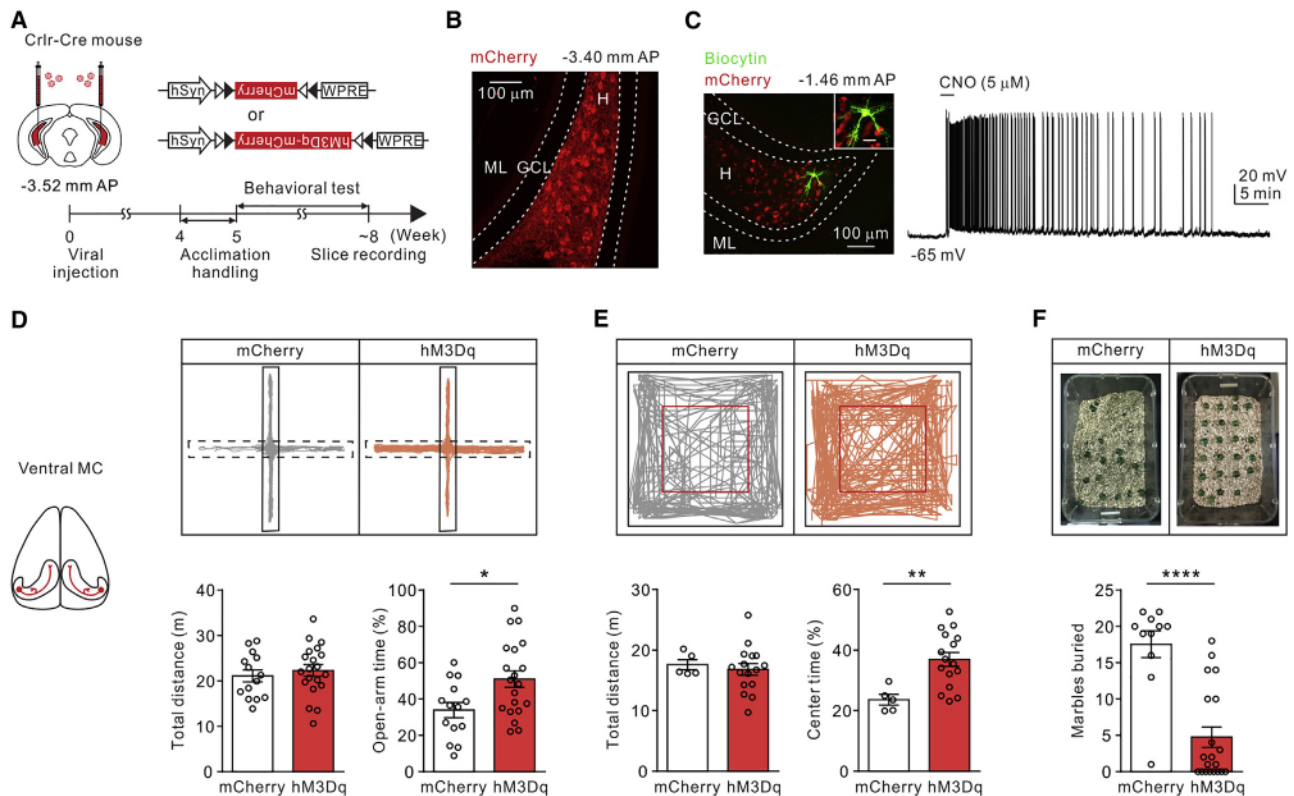 A
CrIr-Cre mouse
-3.52 mm AP
hSyn
mCherry
WPRE
or
hSyn
hM3Dq-mCherry
WPRE
Behavioral test
0
4
5
~8
(Week)
Viral
injection
Acclimation
handling
Slice recording
B
mCherry
-3.40 mm AP
100 μm
H
ML
GCL
C
Biocytin
mCherry
-1.46 mm AP
GCL
H
ML
100 μm
CNO (5 μM)
20 mV
5 min
-65 mV
D
Ventral MC
mCherry
hM3Dq
Total distance (m)
40
30
20
10
0
mCherry hM3Dq
Open-arm time (%)
100
80
60
40
20
0
*
mCherry hM3Dq
E
mCherry
hM3Dq
Total distance (m)
40
30
20
10
0
mCherry hM3Dq
Center time (%)
60
40
20
0
**
mCherry hM3Dq
F
mCherry
hM3Dq
Marbles buried
25
20
15
10
5
0
****
mCherry hM3Dq